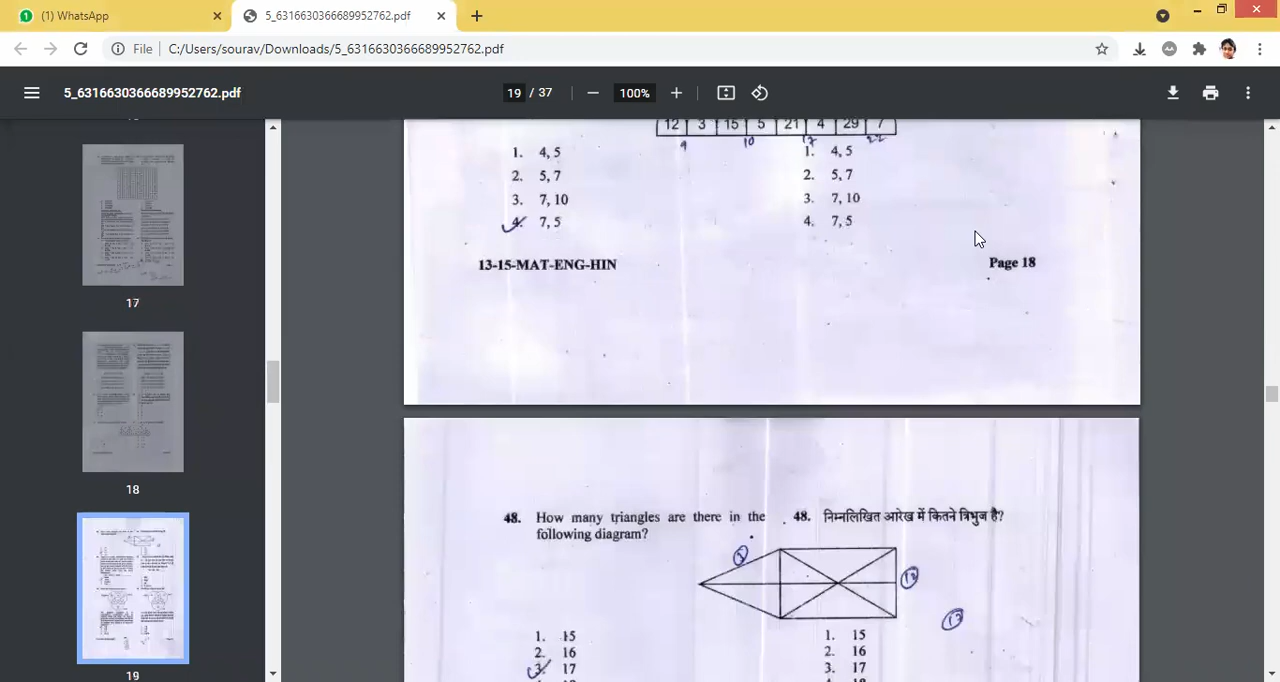 (1) WhatsApp
5_6316630366689952762.pdf
File
C:/Users/sourav/Downloads/5_6316630366689952762.pdf
5_6316630366689952762.pdf
19 / 37
100%
17
18
19
12 3 15 5 21 4 29 7
9 10 17 22
1. 4, 5
2. 5, 7
3. 7, 10
4. 7, 5
1. 4, 5
2. 5, 7
3. 7, 10
4. 7, 5
13-15-MAT-ENG-HIN
Page 18
48. How many triangles are there in the
following diagram?
48. निम्नलिखित आरेख में कितने त्रिभुज है?
1. 15
2. 16
3. 17
1. 15
2. 16
3. 17